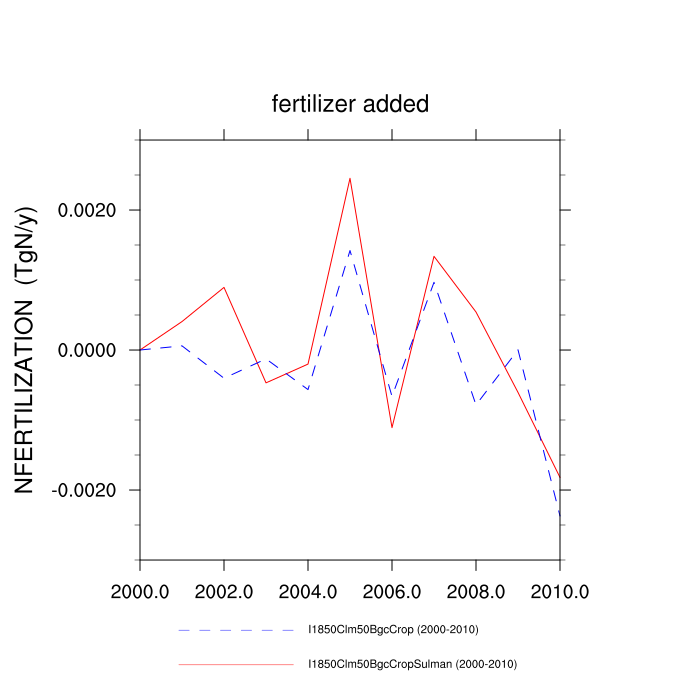 fertilizer added
NFERTILIZATION (TgN/y)
0.0020
0.0000
-0.0020
2000.0 2002.0 2004.0 2006.0 2008.0 2010.0
I1850Clm50BgcCrop (2000-2010)
I1850Clm50BgcCropSulman (2000-2010)